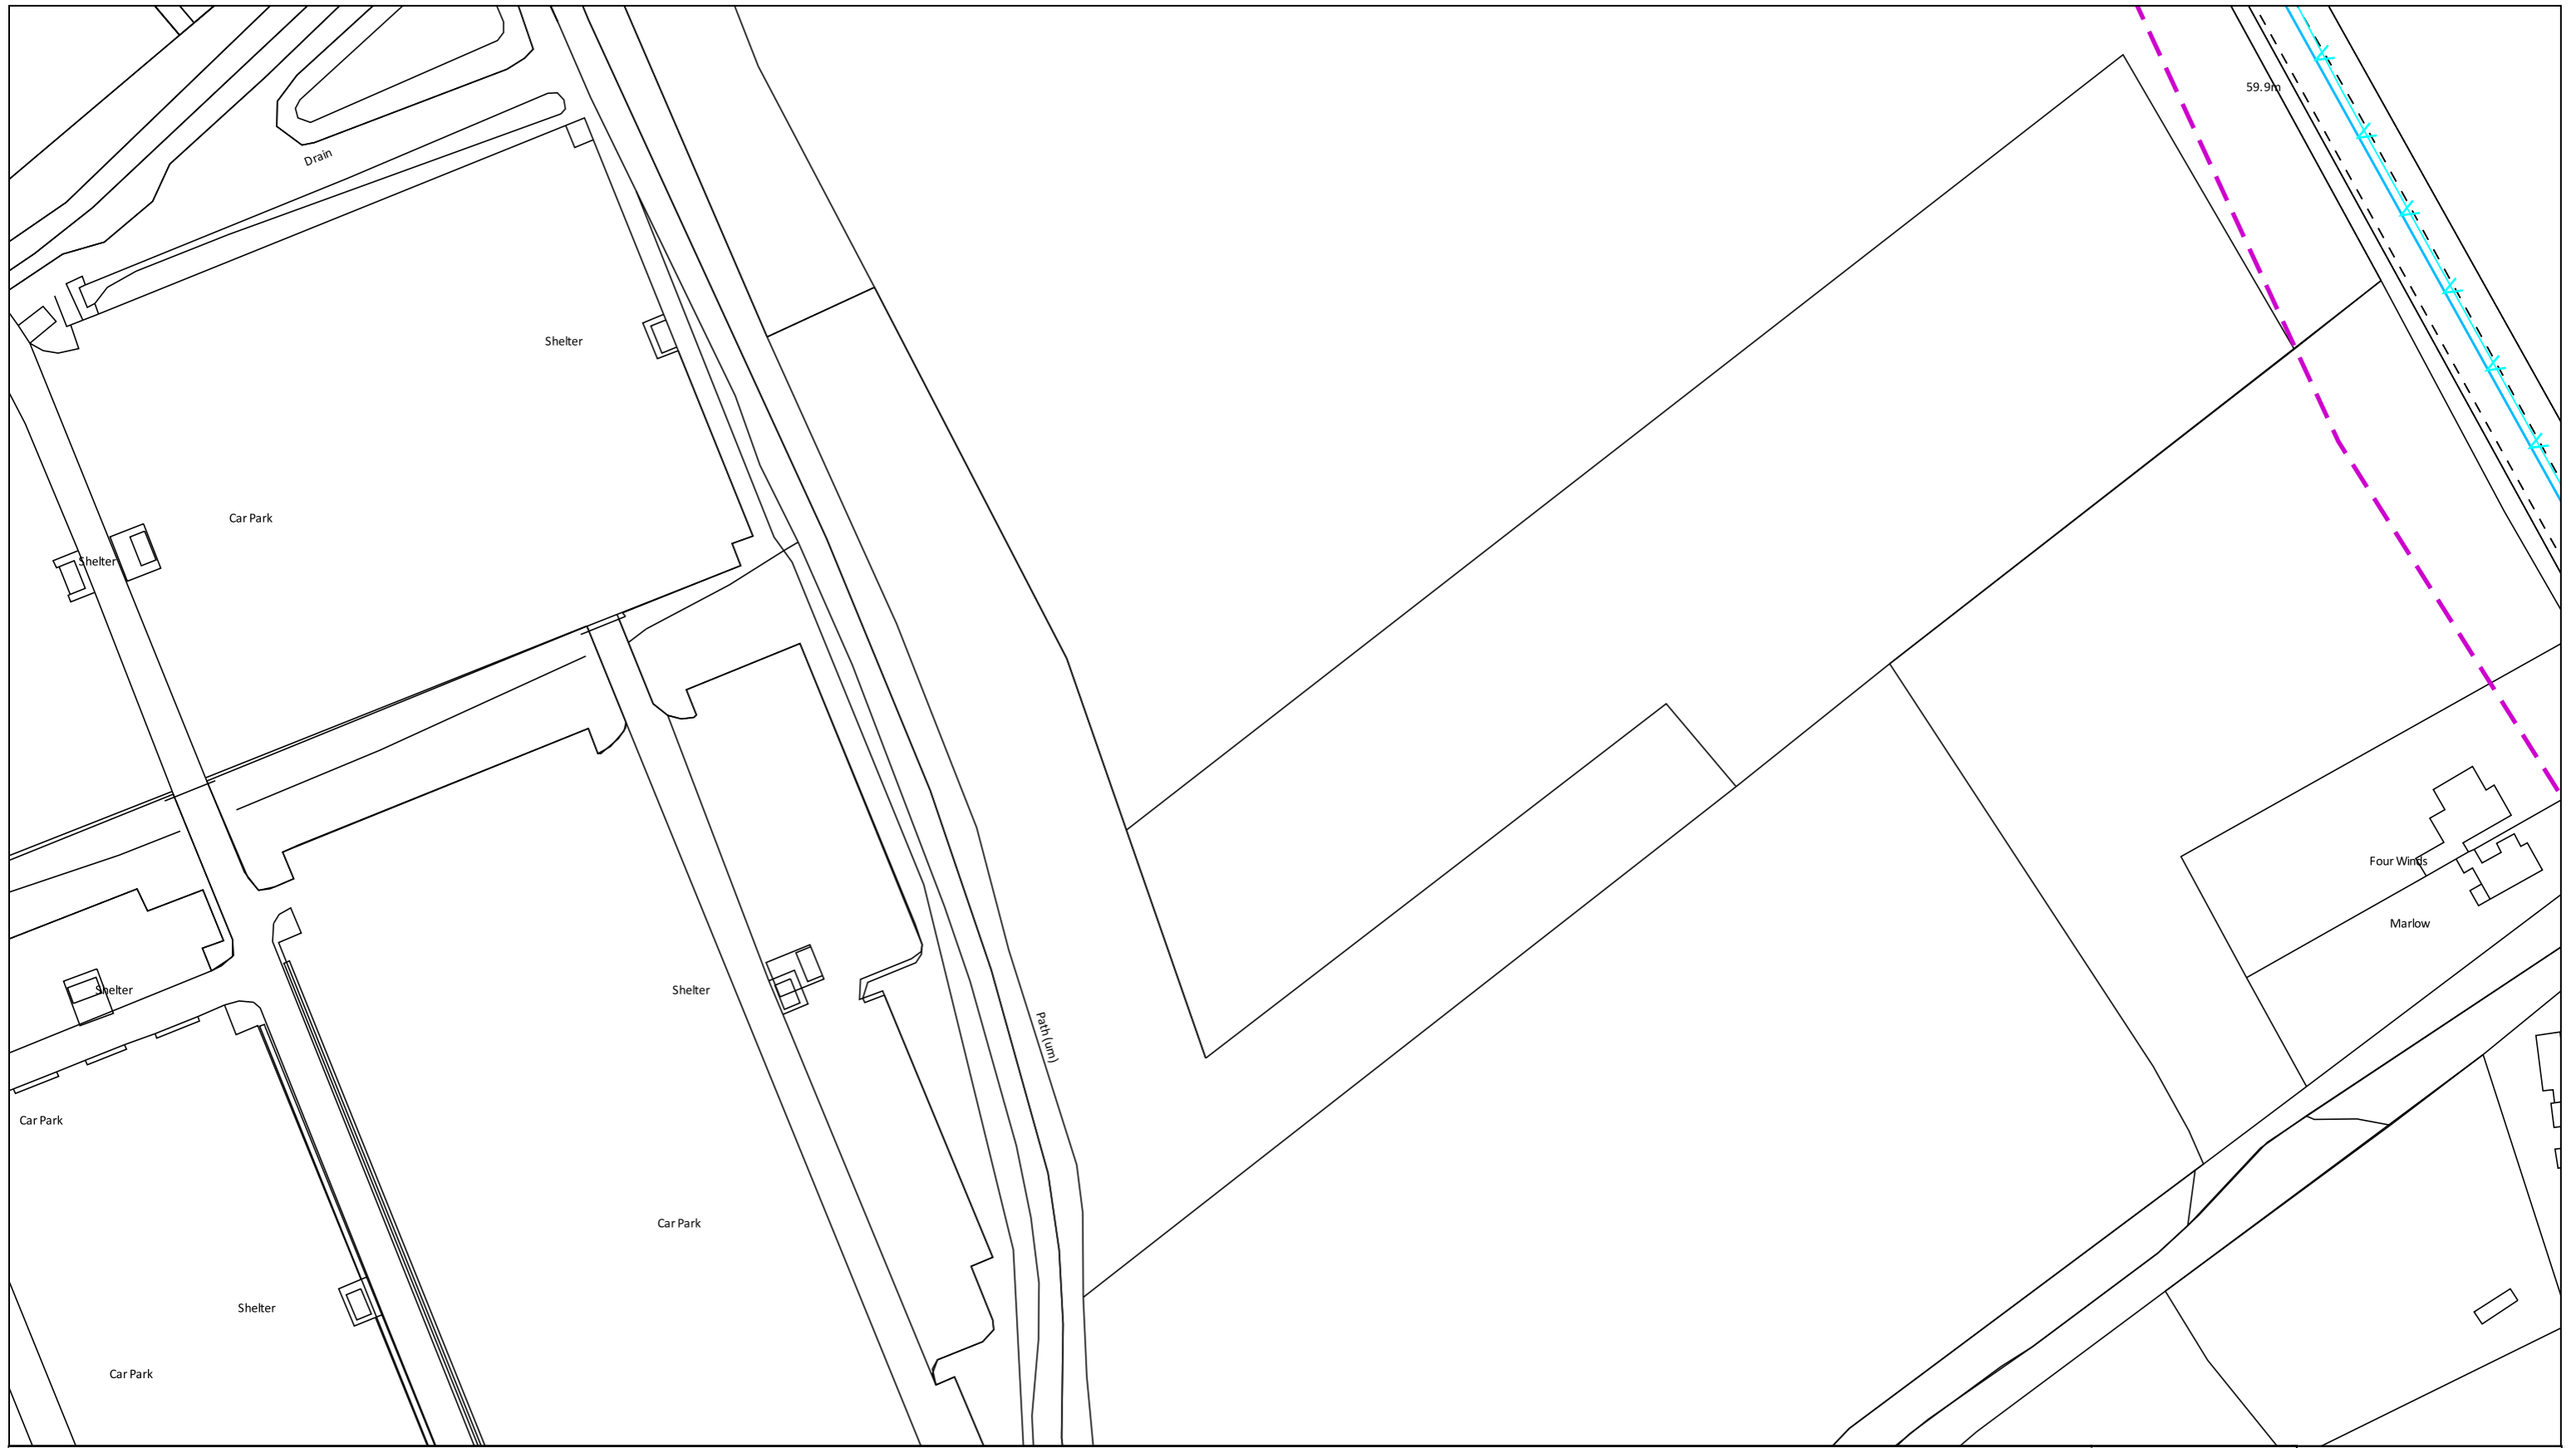 59.9m
Drain
Shelter
Car Park
Shelter
Four Winds
Marlow
Shelter
Shelter
Path (um)
Car Park
Car Park
Shelter
Car Park